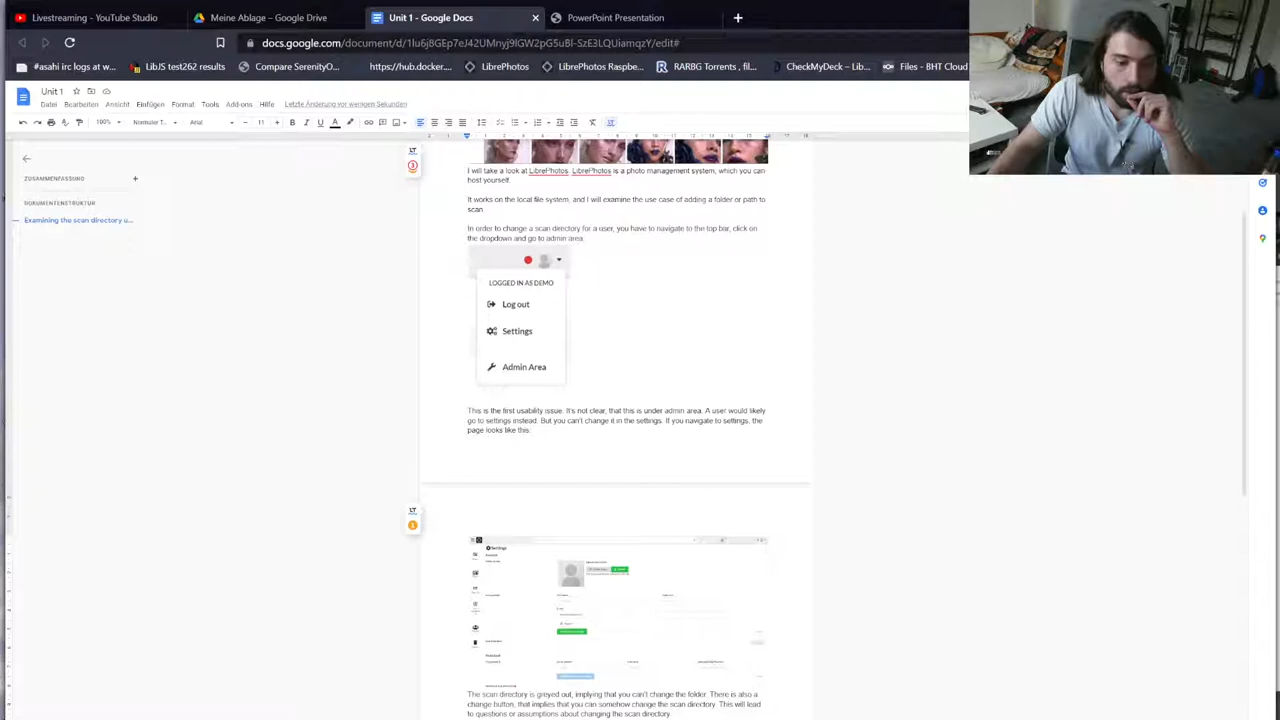 Livestreaming - YouTube Studio
Meine Ablage – Google Drive
Unit 1 - Google Docs
PowerPoint Presentation
docs.google.com/document/d/1lu6j8GEp7eJ42UMnyj9lGW2pG5uBl-SzE3LQUiamqzY/edit#
#asahi irc logs at w...
LibJS test262 results
Compare SerenityO...
https://hub.docker....
LibrePhotos
LibrePhotos Raspbe...
RARBG Torrents , fil...
CheckMyDeck – Lib...
Files - BHT Cloud
Unit 1
Datei Bearbeiten Ansicht Einfügen Format Tools Add-ons Hilfe Letzte Änderung vor wenigem Sekunden
100% Normaler T... Arial 11
ZUSAMMENFASSUNG
DOKUMENTENSTRUKTUR
Examining the scan directory u...
I will take a look at LibrePhotos. LibrePhotos is a photo management system, which you can
host yourself.
It works on the local file system, and I will examine the use case of adding a folder or path to
scan.
In order to change a scan directory for a user, you have to navigate to the top bar, click on
the dropdown and go to admin area.
LOGGED IN AS DEMO
Log out
Settings
Admin Area
This is the first usability issue. It's not clear, that this is under admin area. A user would likely
go to settings instead. But you can't change it in the settings. If you navigate to settings, the
page looks like this:
Settings
The scan directory is greyed out, implying that you can't change the folder. There is also a
change button, that implies that you can somehow change the scan directory. This will lead
to questions or assumptions about changing the scan directory.